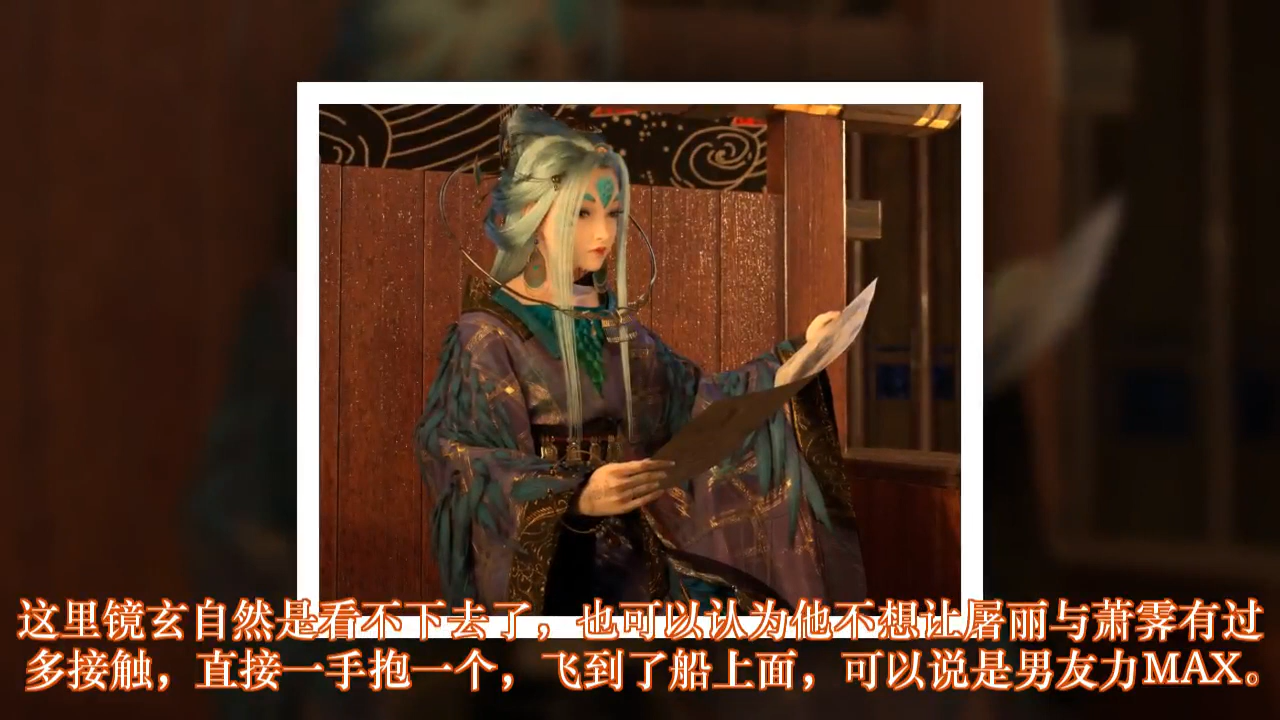 这里镜玄自然是看不下去了，也可以认为他不想让屠丽与萧霁有过
多接触，直接一手抱一个，飞到了船上面，可以说是男友力MAX。